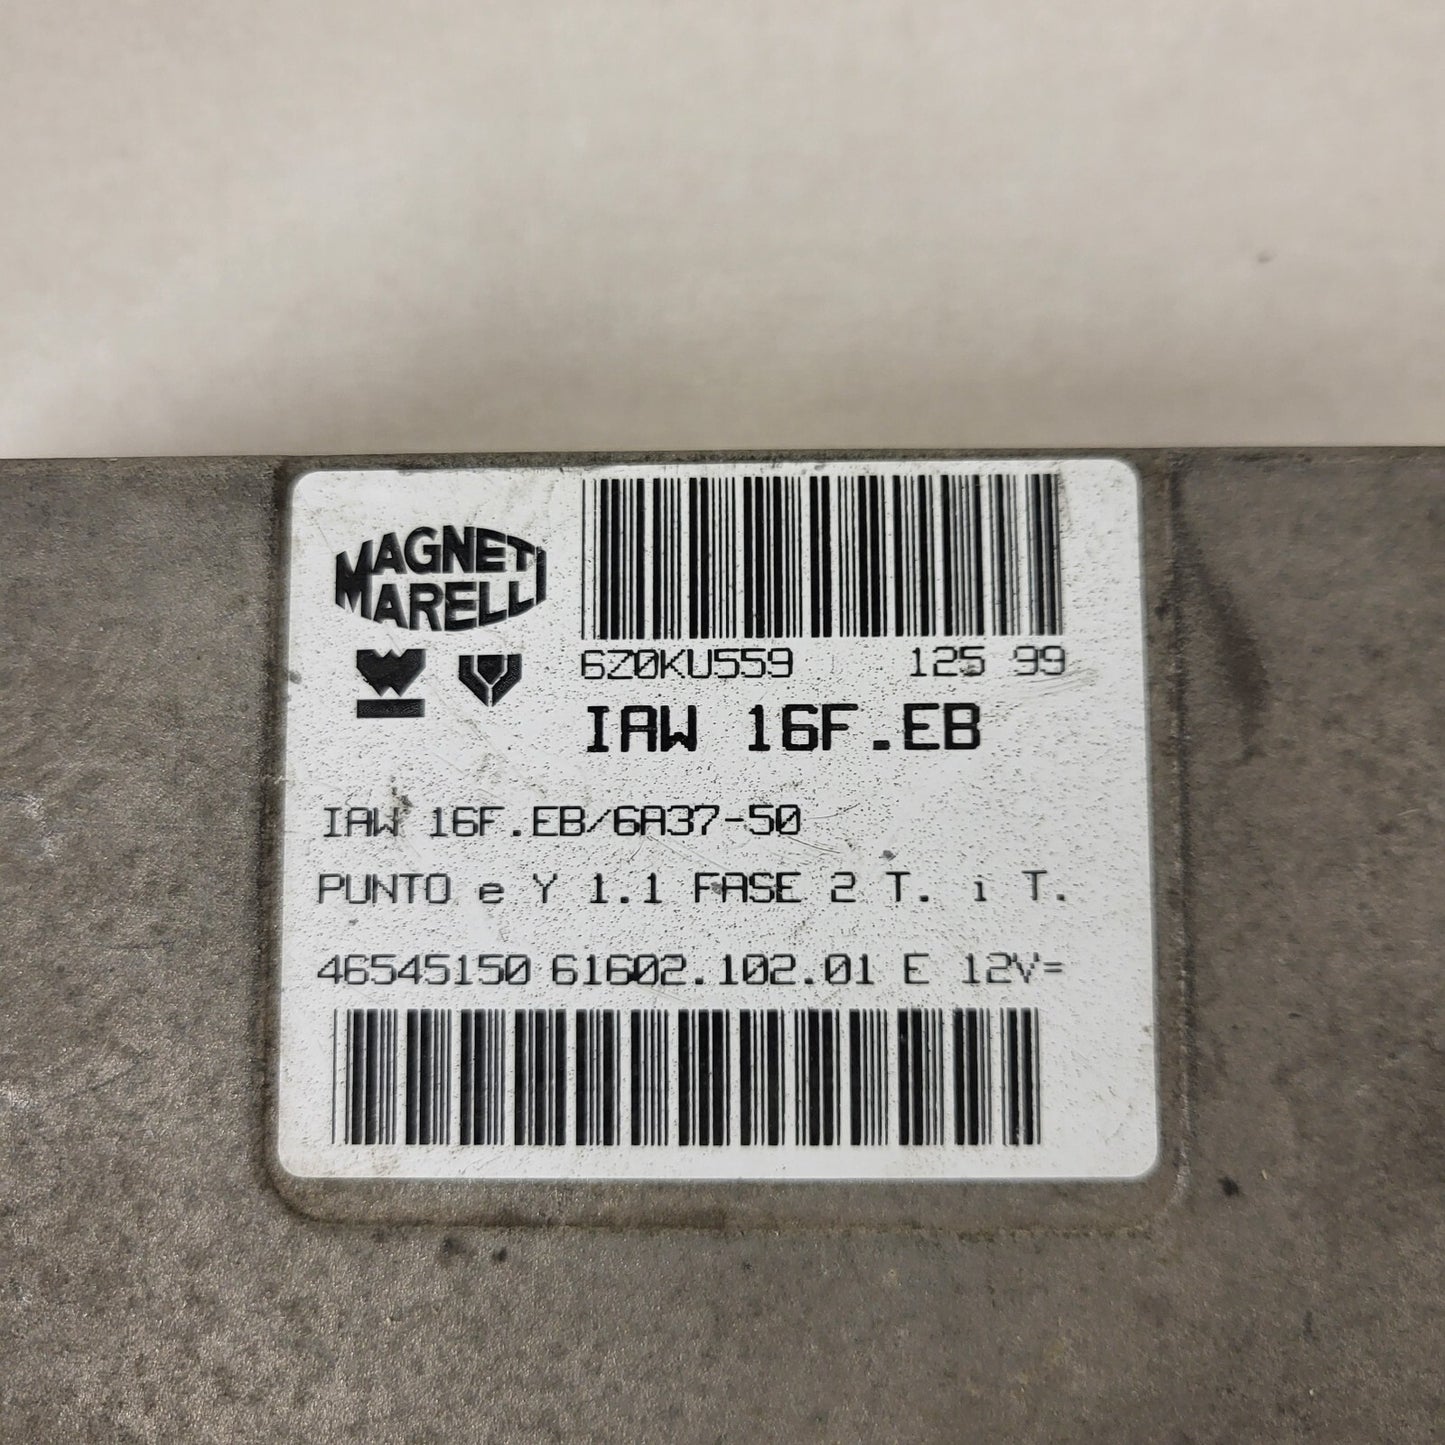 MAGNETI
MARELLI
6Z0KU559 125 99
IAW 16F.EB
IAW 16F.EB/6A37-50
PUNTO e Y 1.1 FASE 2 T. i T.
46545150 61602.102.01 E 12V=